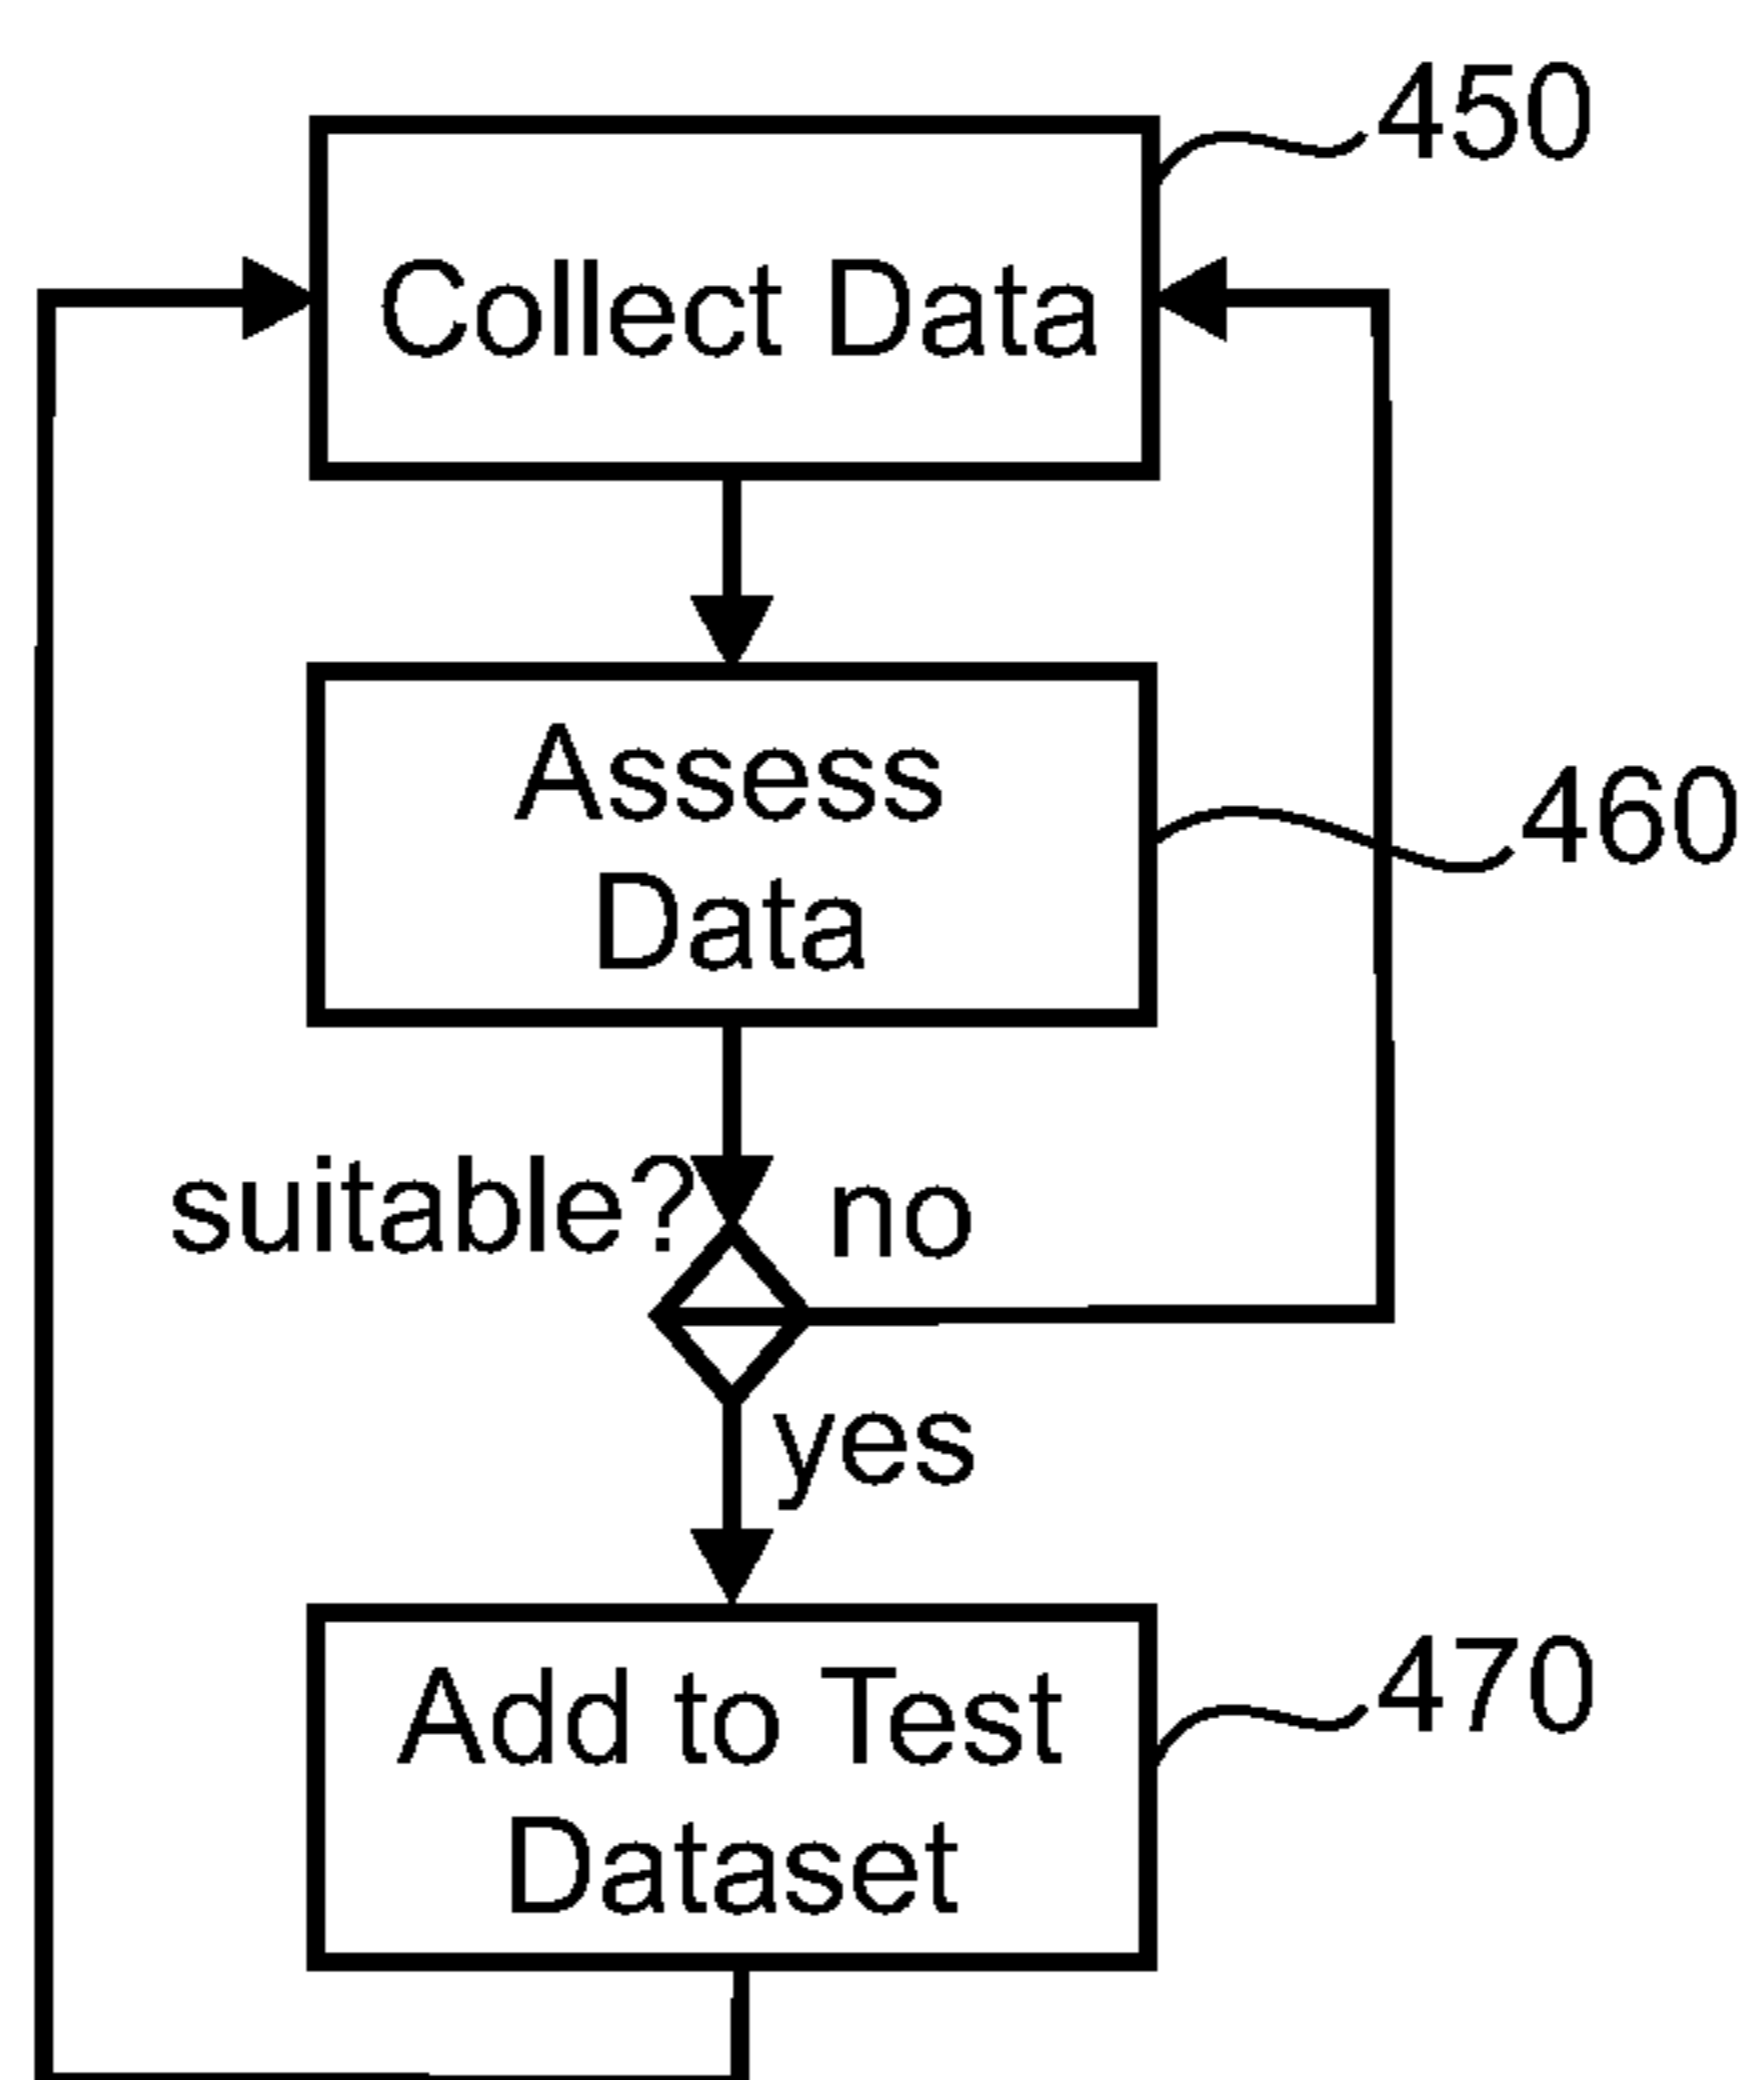 450
Collect Data
Assess
Data
460
suitable?
no
yes
Add to Test
Dataset
470